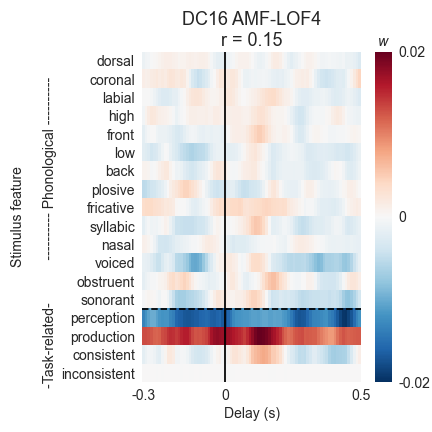 DC16 AMF-LOF4
r = 0.15
w
dorsal
coronal
labial
high
front
low
back
plosive
fricative
syllabic
nasal
voiced
obstruent
sonorant
perception
production
consistent
inconsistent
Stimulus feature
-Task-related- ----------- Phonological -----------
0.02
0
-0.02
-0.3
0
0.5
Delay (s)